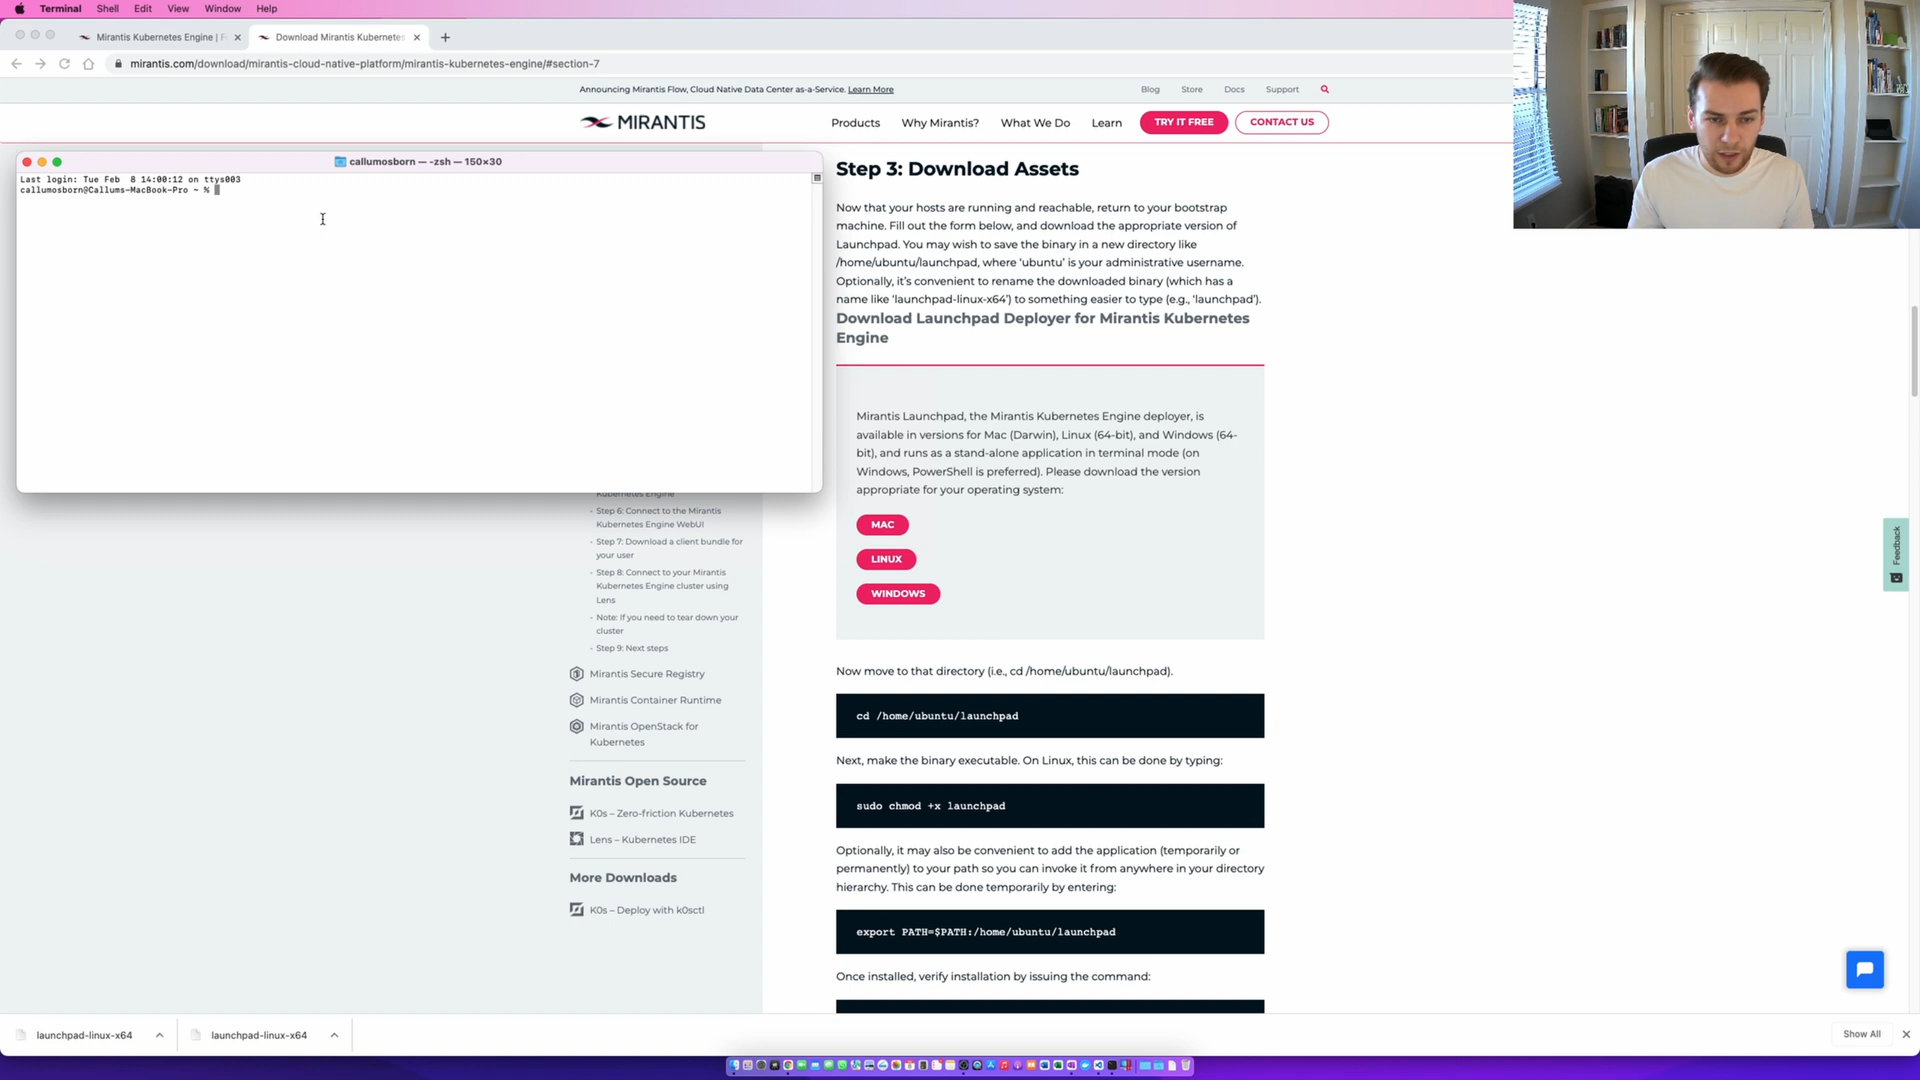 Terminal Shell Edit View Window Help
Mirantis Kubernetes Engine |
Download Mirantis Kubernetes
mirantis.com/download/mirantis-cloud-native-platform/mirantis-kubernetes-engine/#section-7
Announcing Mirantis Flow, Cloud Native Data Center as-a-Service. Learn More
Blog Store Docs Support
MIRANTIS
Products Why Mirantis? What We Do Learn TRY IT FREE CONTACT US
callumosborn — -zsh — 150×30
Last login: Tue Feb  8 14:00:12 on ttys003
callumosborn@Callums-MacBook-Pro ~ %
Step 3: Download Assets
Now that your hosts are running and reachable, return to your bootstrap
machine. Fill out the form below, and download the appropriate version of
Launchpad. You may wish to save the binary in a new directory like
/home/ubuntu/launchpad, where ‘ubuntu’ is your administrative username.
Optionally, it’s convenient to rename the downloaded binary (which has a
name like ‘launchpad-linux-x64’) to something easier to type (e.g., ‘launchpad’).
Download Launchpad Deployer for Mirantis Kubernetes
Engine
Mirantis Launchpad, the Mirantis Kubernetes Engine deployer, is
available in versions for Mac (Darwin), Linux (64-bit), and Windows (64-
bit), and runs as a stand-alone application in terminal mode (on
Windows, PowerShell is preferred). Please download the version
appropriate for your operating system:
MAC
LINUX
WINDOWS
Now move to that directory (i.e., cd /home/ubuntu/launchpad).
cd /home/ubuntu/launchpad
Next, make the binary executable. On Linux, this can be done by typing:
sudo chmod +x launchpad
Optionally, it may also be convenient to add the application (temporarily or
permanently) to your path so you can invoke it from anywhere in your directory
hierarchy. This can be done temporarily by entering:
export PATH=$PATH:/home/ubuntu/launchpad
Once installed, verify installation by issuing the command:
Kubernetes Engine
- Step 6: Connect to the Mirantis
Kubernetes Engine WebUI
- Step 7: Download a client bundle for
your user
- Step 8: Connect to your Mirantis
Kubernetes Engine cluster using
Lens
- Note: If you need to tear down your
cluster
- Step 9: Next steps
Mirantis Secure Registry
Mirantis Container Runtime
Mirantis OpenStack for
Kubernetes
Mirantis Open Source
K0s – Zero-friction Kubernetes
Lens – Kubernetes IDE
More Downloads
K0s – Deploy with k0sctl
Feedback
launchpad-linux-x64
launchpad-linux-x64
Show All